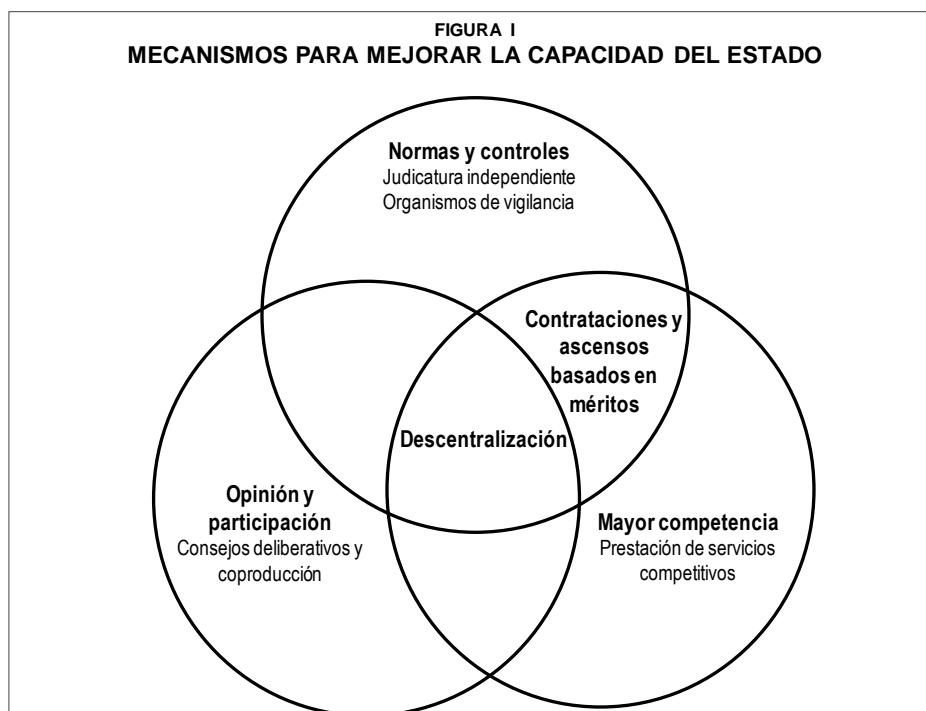 FIGURA I
MECANISMOS PARA MEJORAR LA CAPACIDAD DEL ESTADO
Normas y controles
Judicatura independiente
Organismos de vigilancia
Contrataciones y
ascensos
basados en
méritos
Descentralización
Opinión y
participación
Consejos deliberativos y
coproducción
Mayor competencia
Prestación de servicios
competitivos